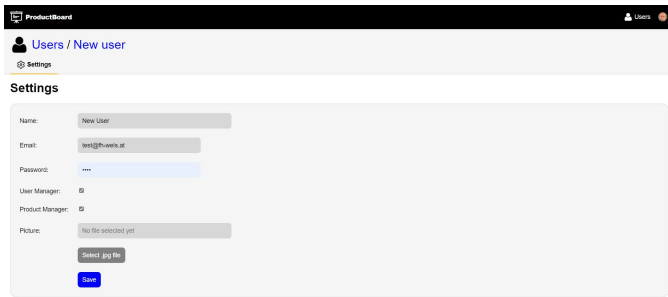 ProductBoard
Users
Users / New user
Settings
Settings
Name: New User
Email: test@fh-wels.at
Password: ••••
User Manager:
Product Manager:
Picture: No file selected yet
Select .jpg file
Save